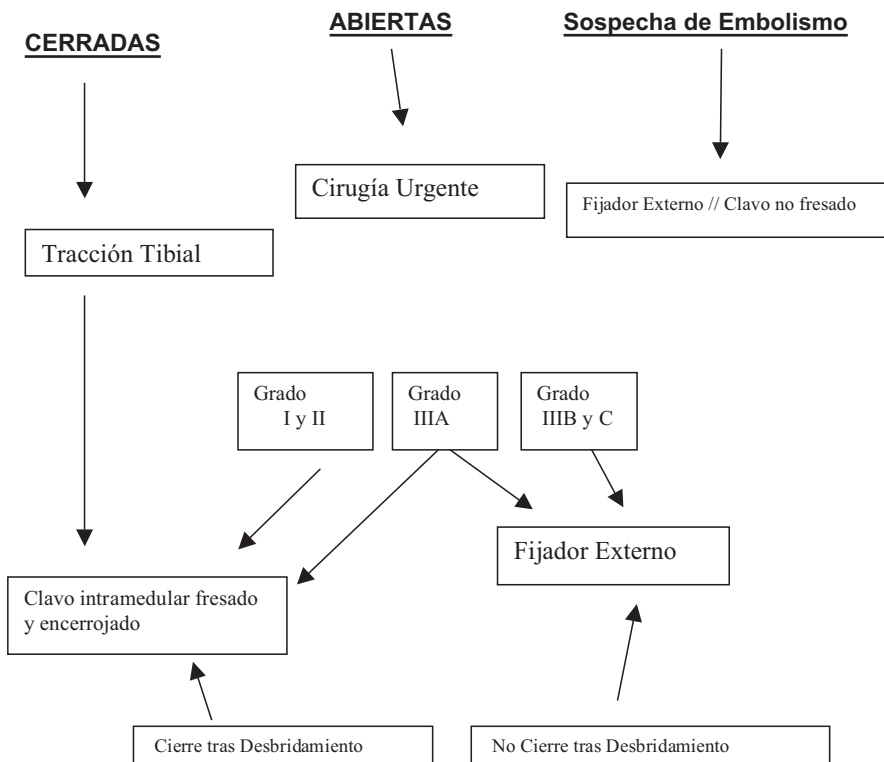 CERRADAS
ABIERTAS
Sospecha de Embolismo
Cirugía Urgente
Fijador Externo // Clavo no fresado
Tracción Tibial
Grado
I y II
Grado
IIIA
Grado
IIIB y C
Fijador Externo
Clavo intramedular fresado
y encerrojado
Cierre tras Desbridamiento
No Cierre tras Desbridamiento